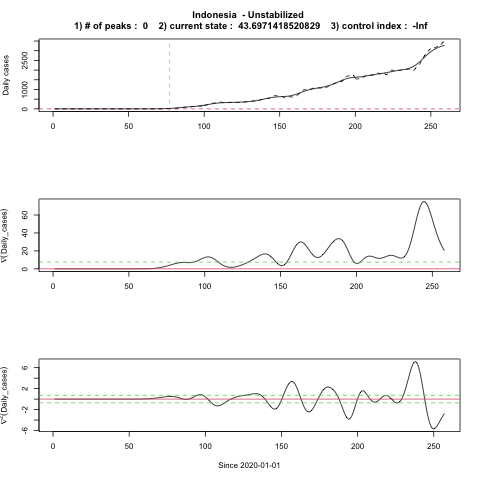 Indonesia - Unstabilized
1) # of peaks : 0 2) current state : 43.6971418520829 3) control index : -Inf
Daily cases
0 1000 2500
0 50 100 150 200 250
∇(Daily_cases)
0 20 40 60
0 50 100 150 200 250
∇²(Daily_cases)
-6 -2 2 6
0 50 100 150 200 250
Since 2020-01-01